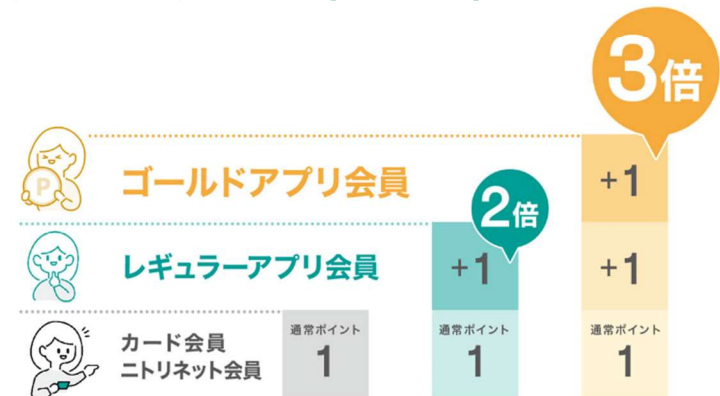 3倍
P
ゴールドアプリ会員
+1
2倍
レギュラーアプリ会員
+1
+1
カード会員
ニトリネット会員
通常ポイント
1
通常ポイント
1
通常ポイント
1